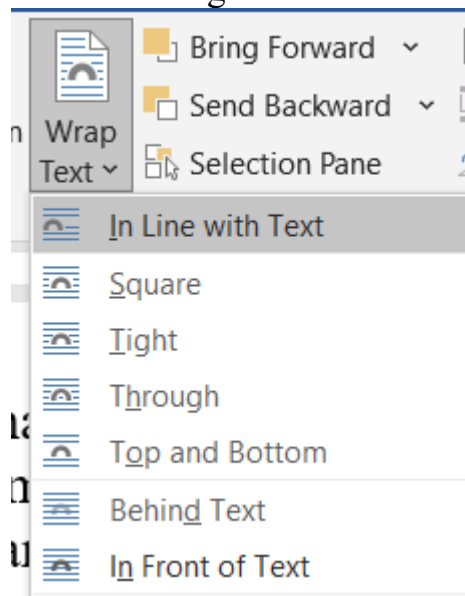 Bring Forward
Send Backward
Wrap
Text
Selection Pane
In Line with Text
Square
Tight
Through
Top and Bottom
Behind Text
In Front of Text